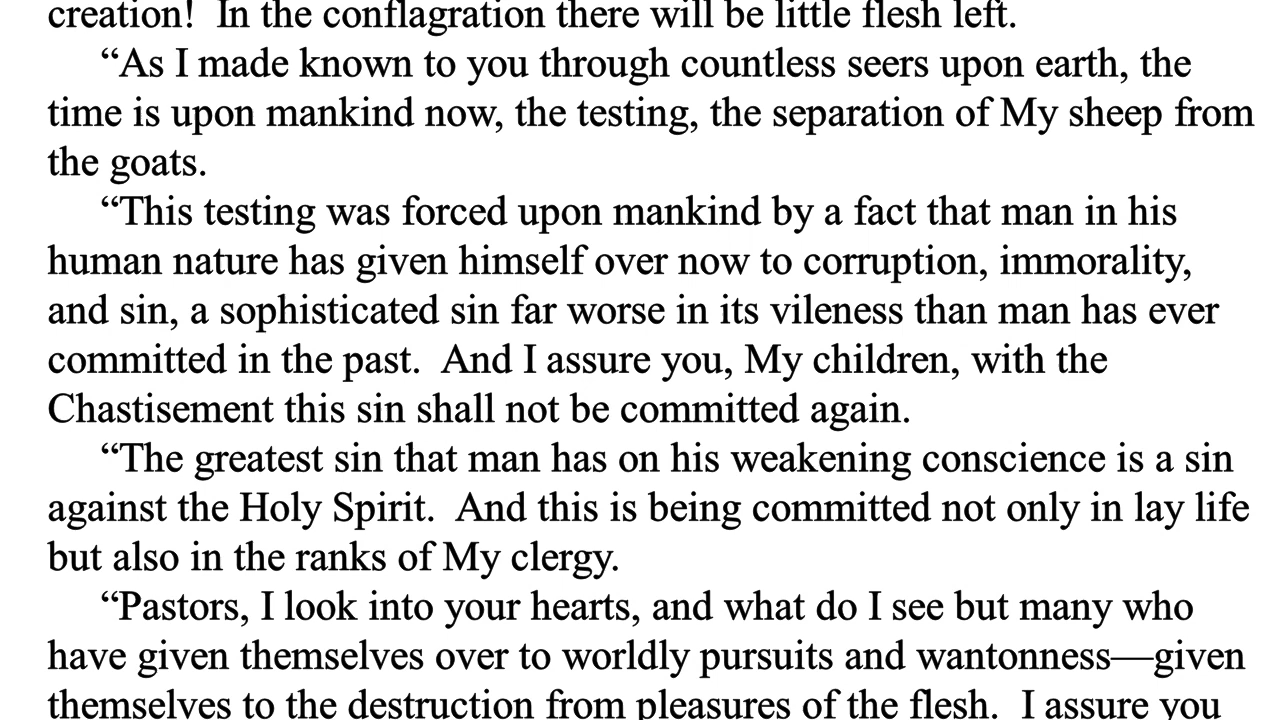 creation!  In the conflagration there will be little flesh left.
“As I made known to you through countless seers upon earth, the
time is upon mankind now, the testing, the separation of My sheep from
the goats.
“This testing was forced upon mankind by a fact that man in his
human nature has given himself over now to corruption, immorality,
and sin, a sophisticated sin far worse in its vileness than man has ever
committed in the past.  And I assure you, My children, with the
Chastisement this sin shall not be committed again.
“The greatest sin that man has on his weakening conscience is a sin
against the Holy Spirit.  And this is being committed not only in lay life
but also in the ranks of My clergy.
“Pastors, I look into your hearts, and what do I see but many who
have given themselves over to worldly pursuits and wantonness—given
themselves to the destruction from pleasures of the flesh.  I assure you